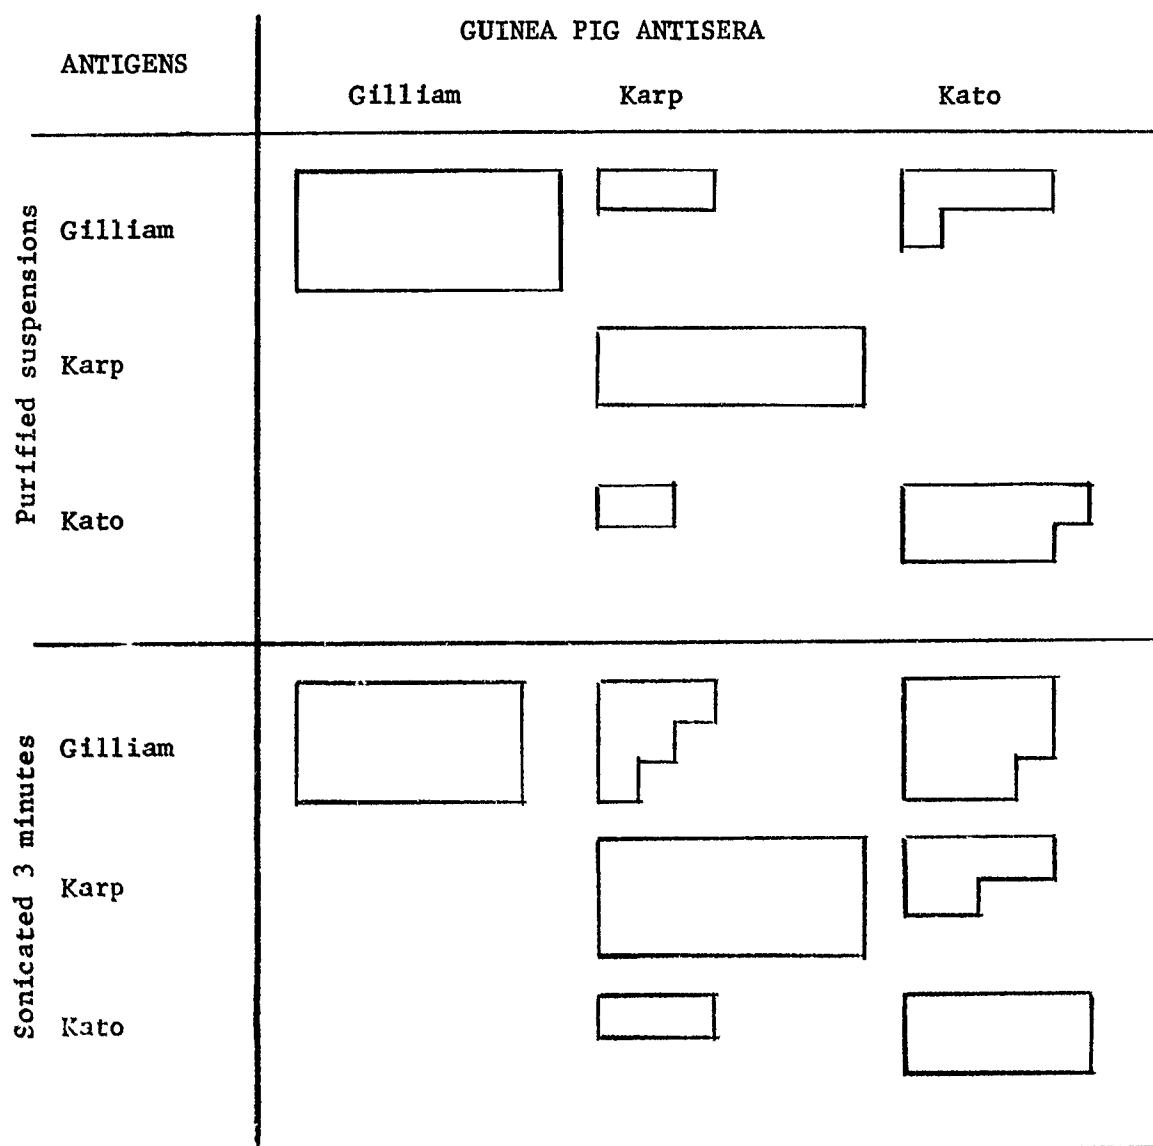 GUINEA PIG ANTISERA
ANTIGENS
Gilliam Karp Kato
Purified suspensions
Gilliam
Karp
Kato
Sonicated 3 minutes
Gilliam
Karp
Kato